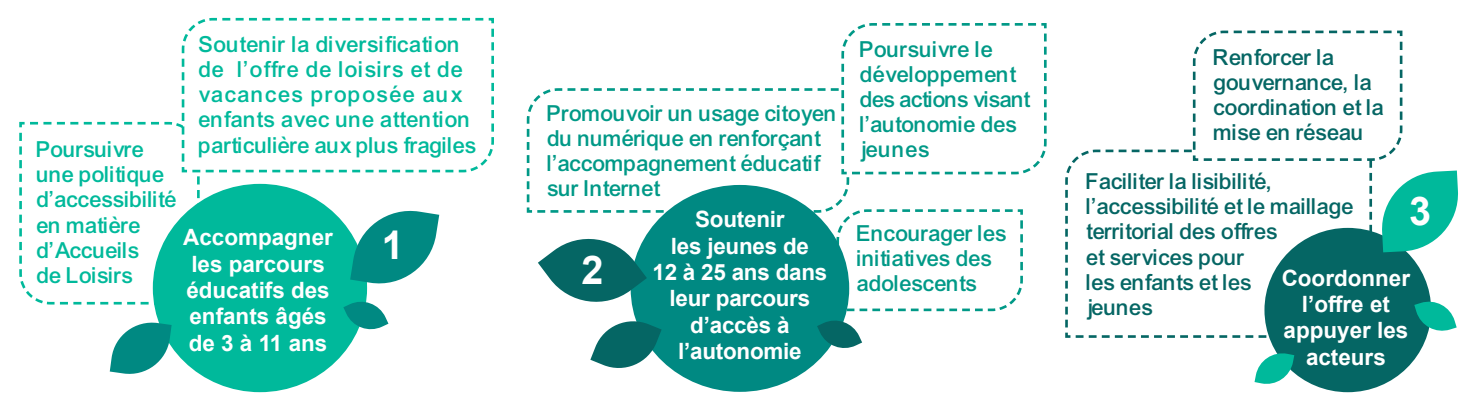 Soutenir la diversification
de l'offre de loisirs et de
vacances proposée aux
enfants avec une attention
particulière aux plus fragiles
Poursuivre
une politique
d'accessibilité
en matière
d'Accueils
de Loisirs
Accompagner
les parcours
éducatifs des
enfants âgés
de 3 à 11 ans
1
Promouvoir un usage citoyen
du numérique en renforçant
l'accompagnement éducatif
sur Internet
Poursuivre le
développement
des actions visant
l'autonomie des
jeunes
Encourager les
initiatives des
adolescents
2
Soutenir
les jeunes de
12 à 25 ans dans
leur parcours
d'accès à
l'autonomie
Renforcer la
gouvernance, la
coordination et la
mise en réseau
Faciliter la lisibilité,
l'accessibilité et le maillage
territorial des offres
et services pour
les enfants et les
jeunes
3
Coordonner
l'offre et
appuyer les
acteurs